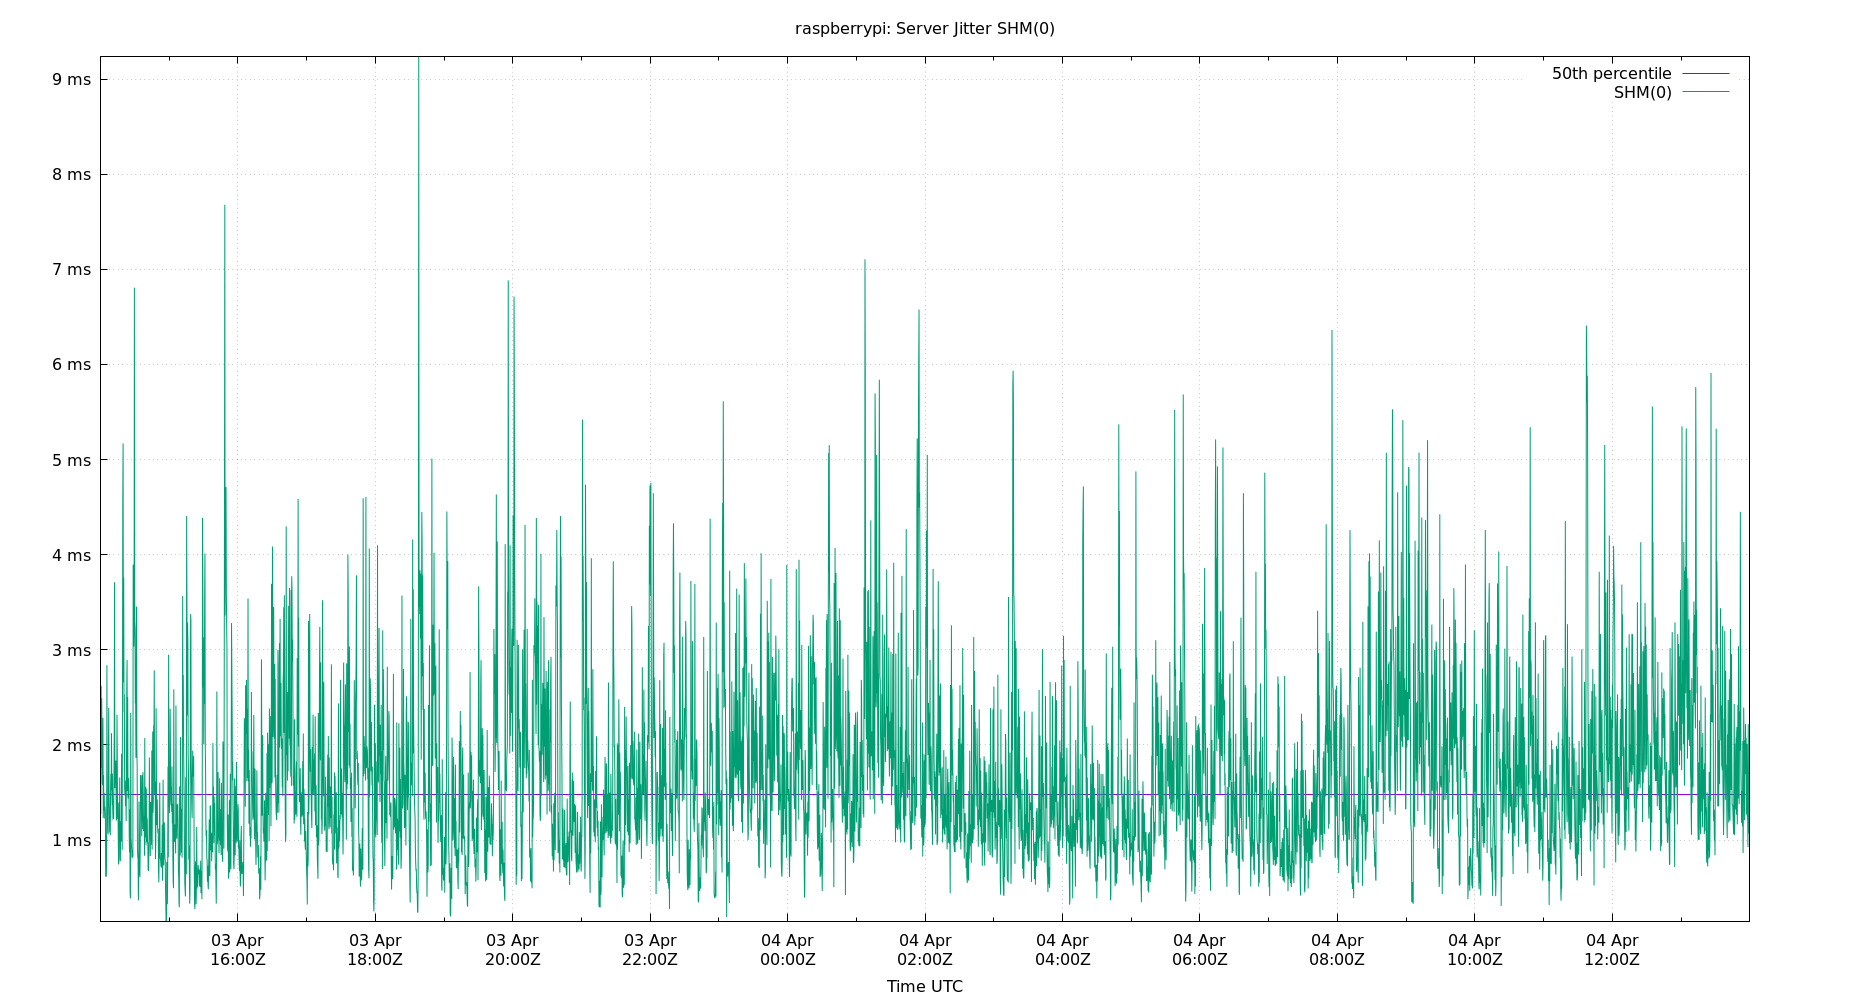 raspberrypi: Server Jitter SHM(0)
50th percentile
SHM(0)
9 ms
8 ms
7 ms
6 ms
5 ms
4 ms
3 ms
2 ms
1 ms
03 Apr 03 Apr 03 Apr 03 Apr 04 Apr 04 Apr 04 Apr 04 Apr 04 Apr 04 Apr 04 Apr
16:00Z 18:00Z 20:00Z 22:00Z 00:00Z 02:00Z 04:00Z 06:00Z 08:00Z 10:00Z 12:00Z
Time UTC